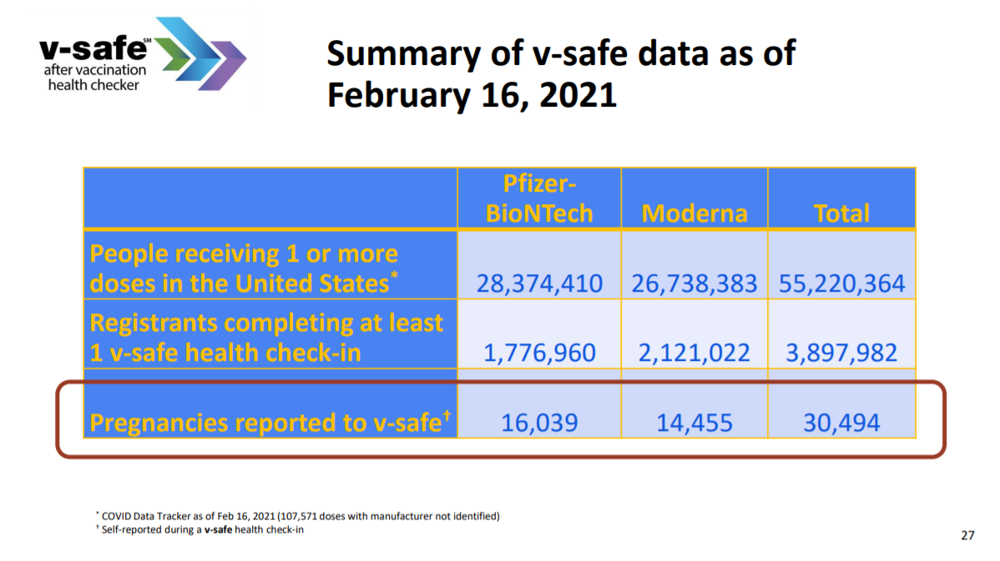 v-safe℠
after vaccination
health checker
Summary of v-safe data as of
February 16, 2021
Pfizer-
BioNTech Moderna Total
People receiving 1 or more
doses in the United States* 28,374,410 26,738,383 55,220,364
Registrants completing at least
1 v-safe health check-in 1,776,960 2,121,022 3,897,982
Pregnancies reported to v-safe† 16,039 14,455 30,494
* COVID Data Tracker as of Feb 16, 2021 (107,571 doses with manufacturer not identified)
† Self-reported during a v-safe health check-in
27